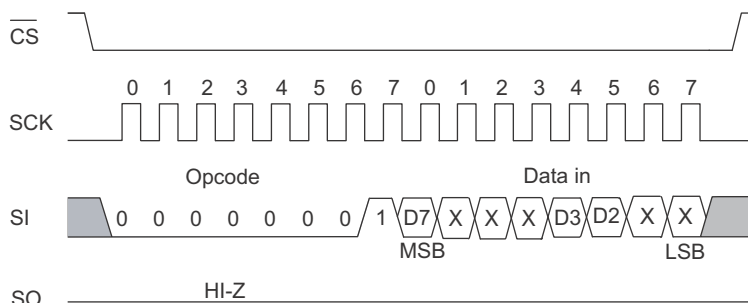 CS
0 1 2 3 4 5 6 7 0 1 2 3 4 5 6 7
SCK
Opcode Data in
SI 0 0 0 0 0 0 0 1 D7 X X X D3 D2 X X
MSB LSB
HI-Z
SO